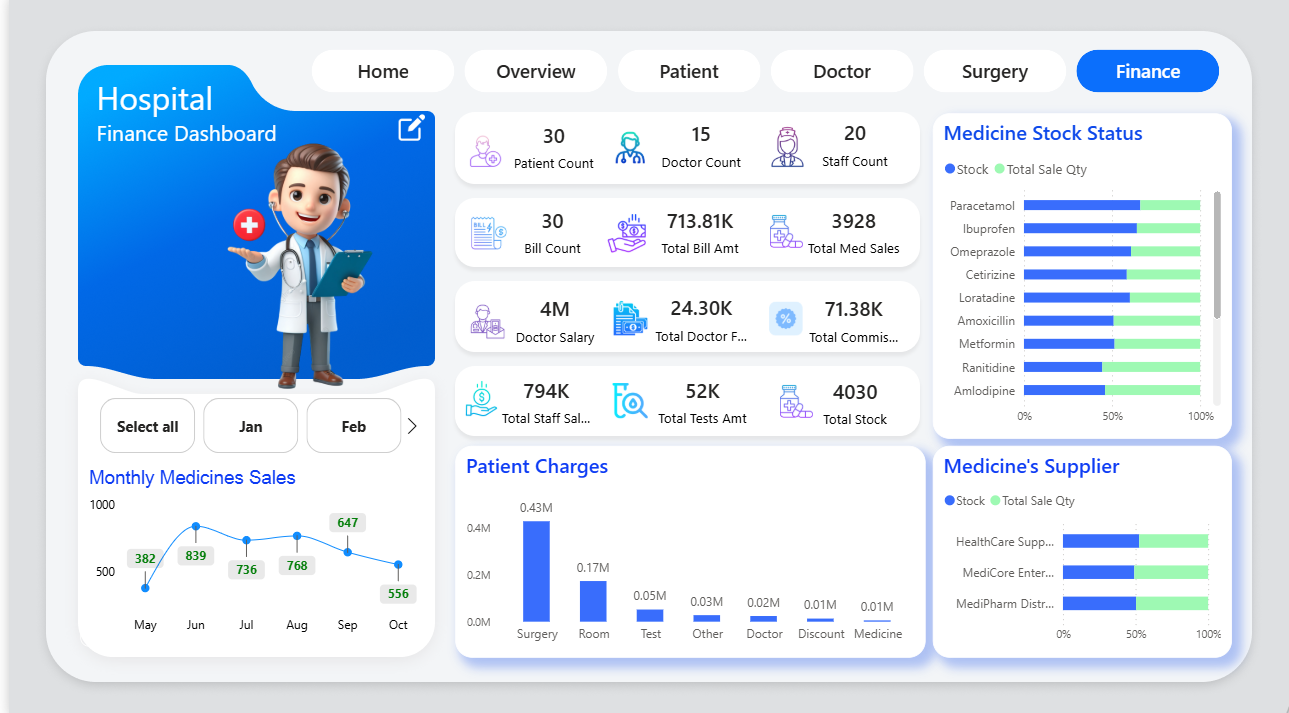 Home
Overview
Patient
Doctor
Surgery
Finance
Hospital
Finance Dashboard
30
Patient Count
15
Doctor Count
20
Staff Count
BILL
30
Bill Count
713.81K
Total Bill Amt
3928
Total Med Sales
4M
Doctor Salary
24.30K
Total Doctor F...
%
71.38K
Total Commis...
794K
Total Staff Sal...
52K
Total Tests Amt
4030
Total Stock
Select all
Jan
Feb
Monthly Medicines Sales
1000
500
382
839
736
768
647
556
May
Jun
Jul
Aug
Sep
Oct
Patient Charges
0.4M
0.2M
0.0M
0.43M
0.17M
0.05M
0.03M
0.02M
0.01M
0.01M
Surgery
Room
Test
Other
Doctor
Discount
Medicine
Medicine Stock Status
Stock
Total Sale Qty
Paracetamol
Ibuprofen
Omeprazole
Cetirizine
Loratadine
Amoxicillin
Metformin
Ranitidine
Amlodipine
0%
50%
100%
Medicine's Supplier
Stock
Total Sale Qty
HealthCare Supp...
MediCore Enter...
MediPharm Distr...
0%
50%
100%